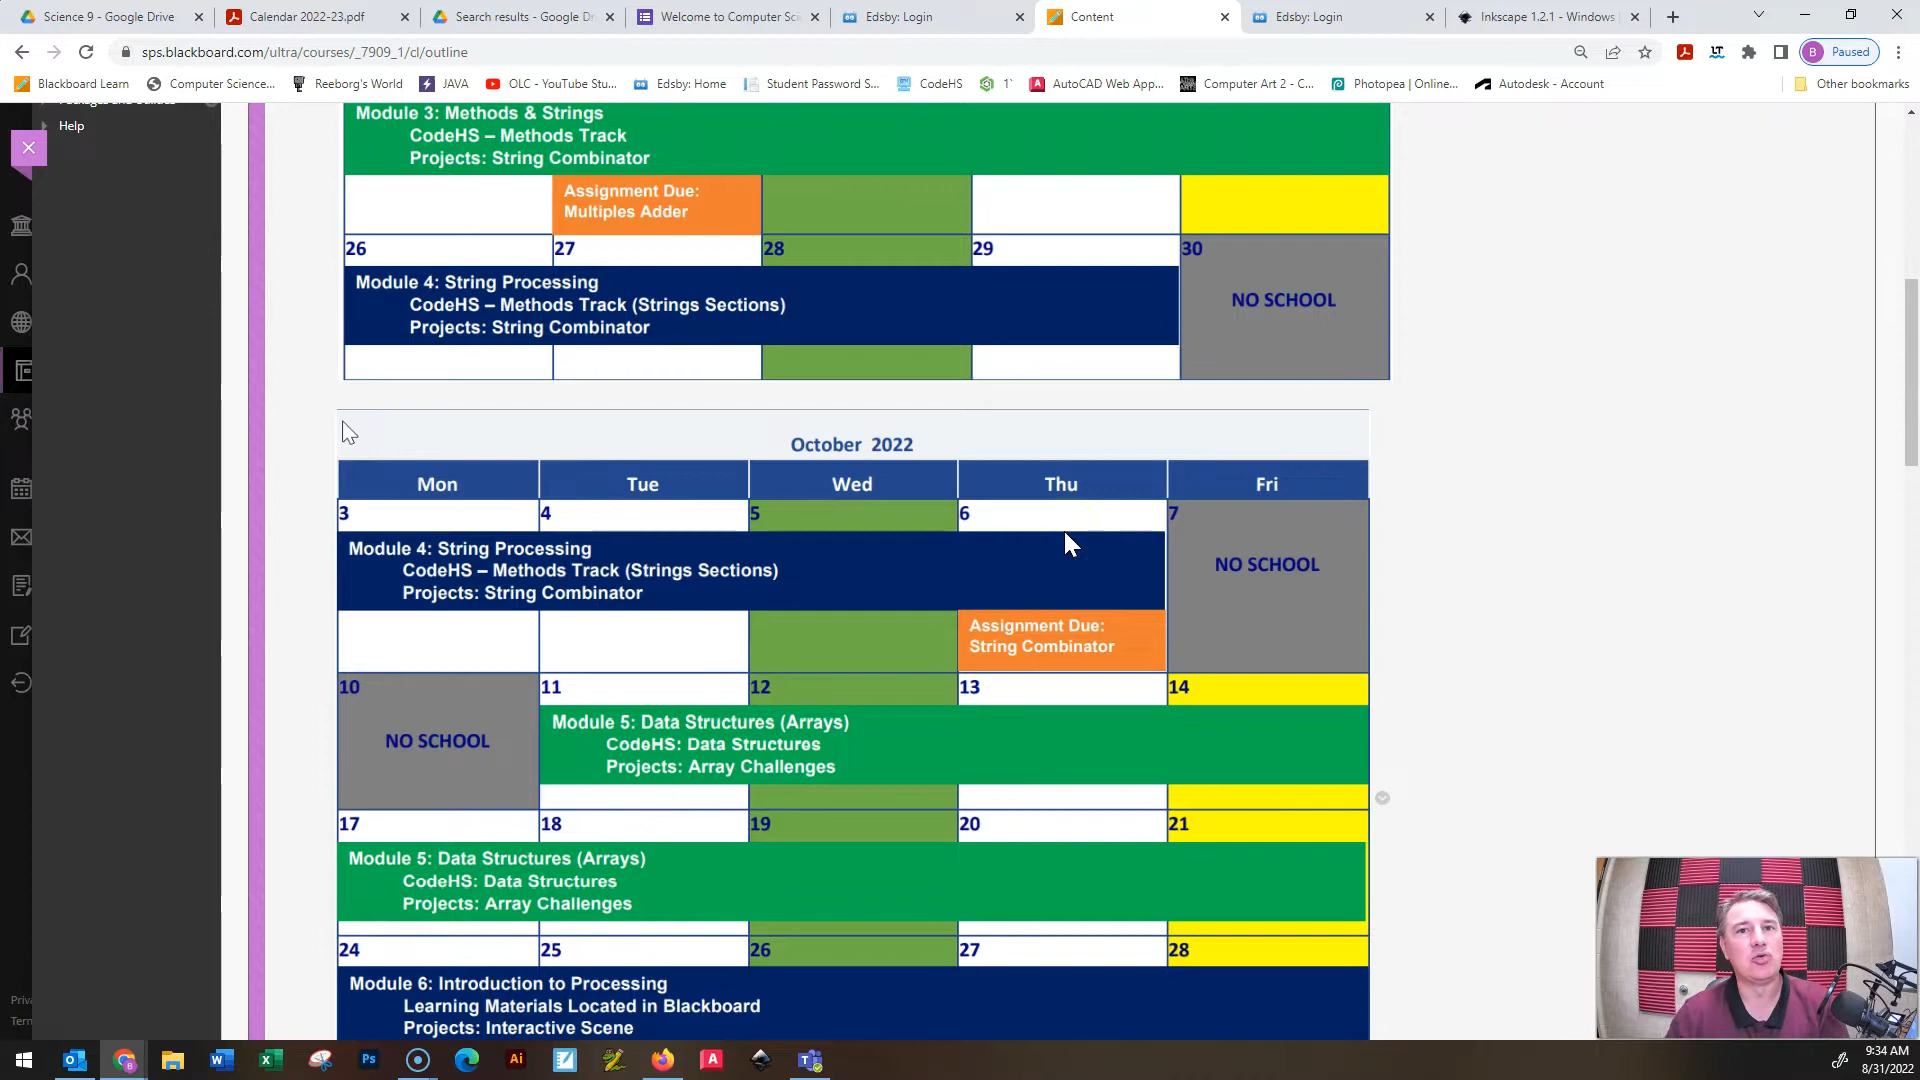 Science 9 - Google Drive
Calendar 2022-23.pdf
Search results - Google Dr
Welcome to Computer Sci
Edsby: Login
Content
Edsby: Login
Inkscape 1.2.1 - Windows
sps.blackboard.com/ultra/courses/_7909_1/cl/outline
B Paused
Blackboard Learn
Computer Science...
Reeborg's World
JAVA
OLC - YouTube Stu...
Edsby: Home
Student Password S...
CodeHS
1'
AutoCAD Web App...
Computer Art 2 - C...
Photopea | Online...
Autodesk - Account
Other bookmarks
Help
Module 3: Methods & Strings
CodeHS – Methods Track
Projects: String Combinator
Assignment Due:
Multiples Adder
26 27 28 29 30
Module 4: String Processing
CodeHS – Methods Track (Strings Sections)
Projects: String Combinator
NO SCHOOL
October 2022
Mon Tue Wed Thu Fri
3 4 5 6 7
Module 4: String Processing
CodeHS – Methods Track (Strings Sections)
Projects: String Combinator
NO SCHOOL
Assignment Due:
String Combinator
10 11 12 13 14
NO SCHOOL
Module 5: Data Structures (Arrays)
CodeHS: Data Structures
Projects: Array Challenges
17 18 19 20 21
Module 5: Data Structures (Arrays)
CodeHS: Data Structures
Projects: Array Challenges
24 25 26 27 28
Module 6: Introduction to Processing
Learning Materials Located in Blackboard
Projects: Interactive Scene
Priva
Term
9:34 AM
8/31/2022